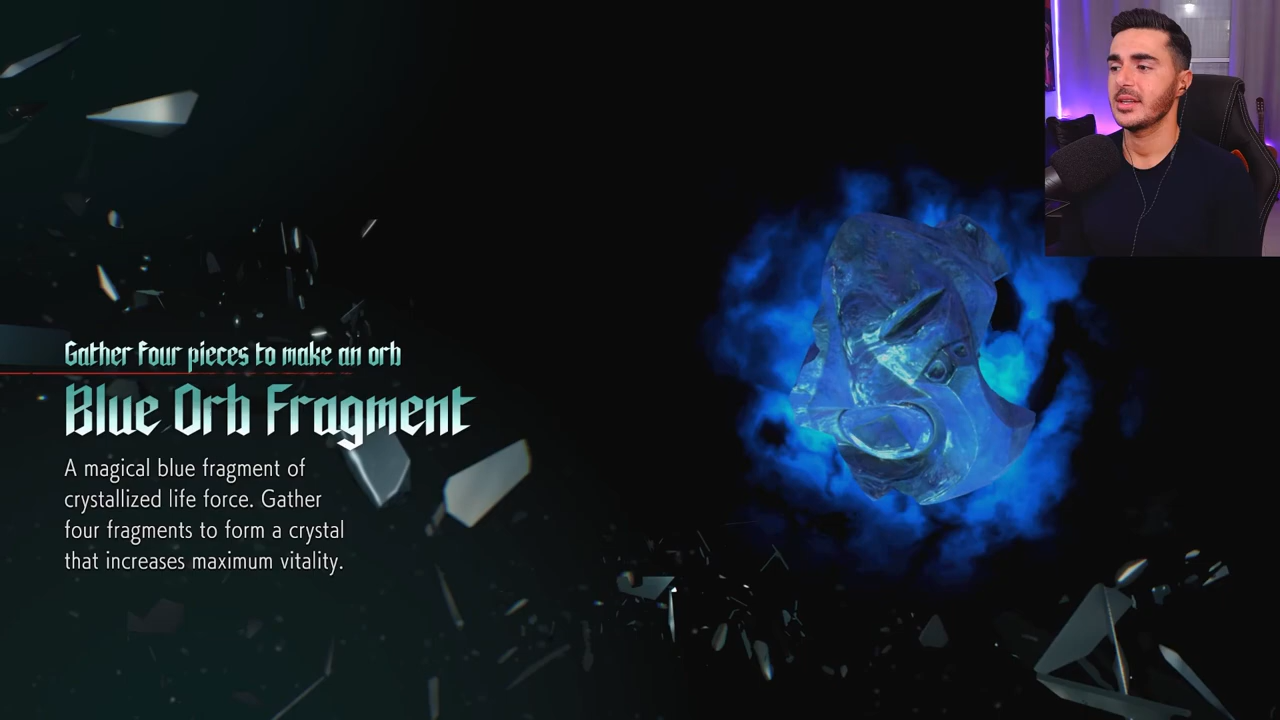 Gather Four pieces to make an orb
Blue Orb Fragment
A magical blue fragment of
crystallized life force. Gather
four fragments to form a crystal
that increases maximum vitality.